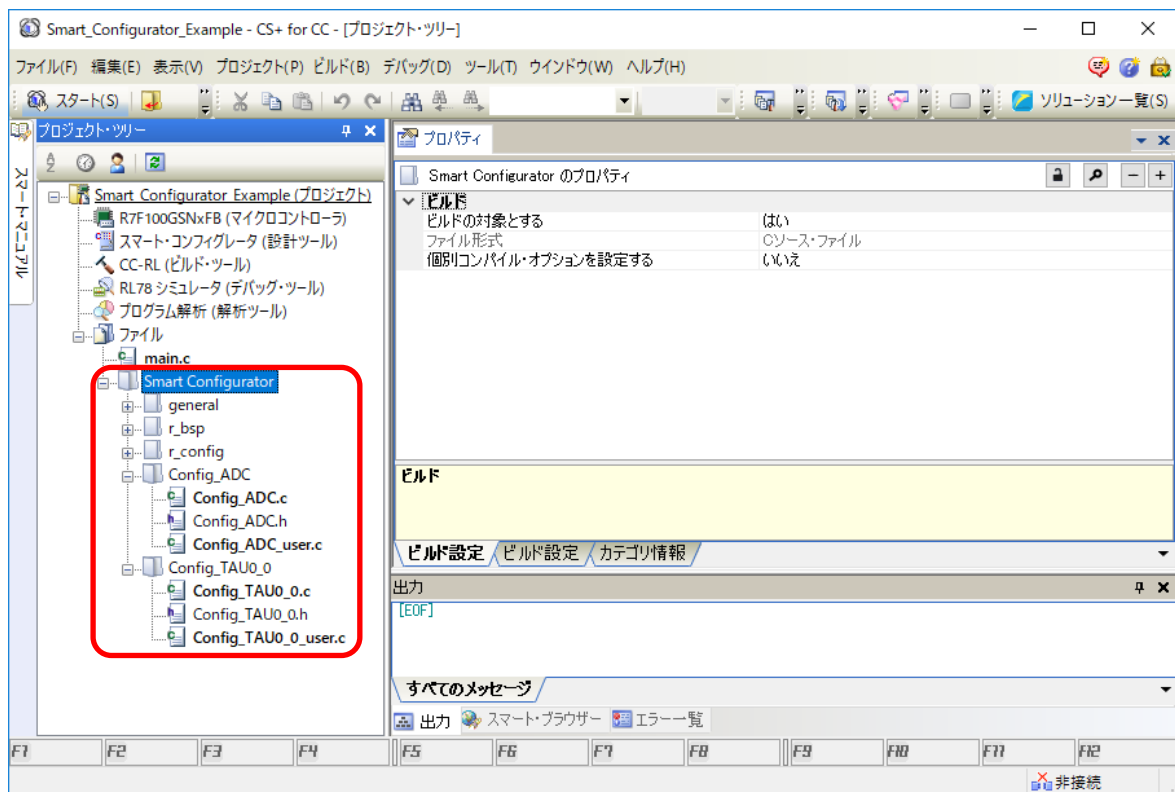 Smart_Configurator_Example - CS+ for CC - [プロジェクト・ツリー]
ファイル(F) 編集(E) 表示(V) プロジェクト(P) ビルド(B) デバッグ(D) ツール(T) ウインドウ(W) ヘルプ(H)
スタート(S) ソリューション一覧(S)
スマート・マニュアル
プロジェクト・ツリー
Smart_Configurator_Example (プロジェクト)
R7F100GSNxFB (マイクロコントローラ)
スマート・コンフィグレータ (設計ツール)
CC-RL (ビルド・ツール)
RL78 シミュレータ (デバッグ・ツール)
プログラム解析 (解析ツール)
ファイル
main.c
Smart Configurator
general
r_bsp
r_config
Config_ADC
Config_ADC.c
Config_ADC.h
Config_ADC_user.c
Config_TAU0_0
Config_TAU0_0.c
Config_TAU0_0.h
Config_TAU0_0_user.c
プロパティ
Smart Configurator のプロパティ
ビルド
ビルドの対象とする はい
ファイル形式 Cソース・ファイル
個別コンパイル・オプションを設定する いいえ
ビルド
ビルド設定 ビルド設定 カテゴリ情報
出力
[EOF]
すべてのメッセージ
出力 スマート・ブラウザー エラー一覧
F1 F2 F3 F4 F5 F6 F7 F8 F9 F10 F11 F12
非接続